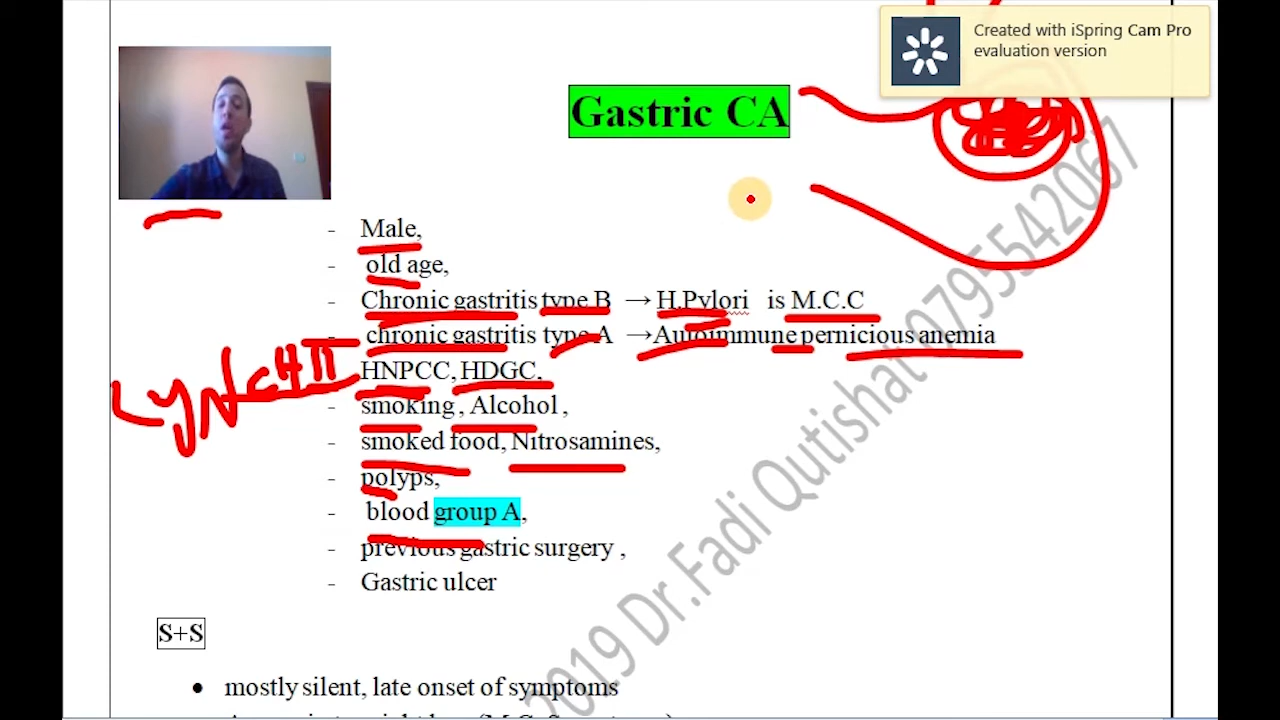 Created with iSpring Cam Pro
evaluation version
Gastric CA
- Male,
- old age,
- Chronic gastritis type B → H.Pylori is M.C.C
- chronic gastritis type A → Autoimmune pernicious anemia
LyNCH II
- HNPCC, HDGC,
- smoking , Alcohol ,
- smoked food, Nitrosamines,
- polyps,
- blood group A,
- previous gastric surgery ,
- Gastric ulcer
S+S
• mostly silent, late onset of symptoms
2019 Dr.Fadi Qutishat 0795542067